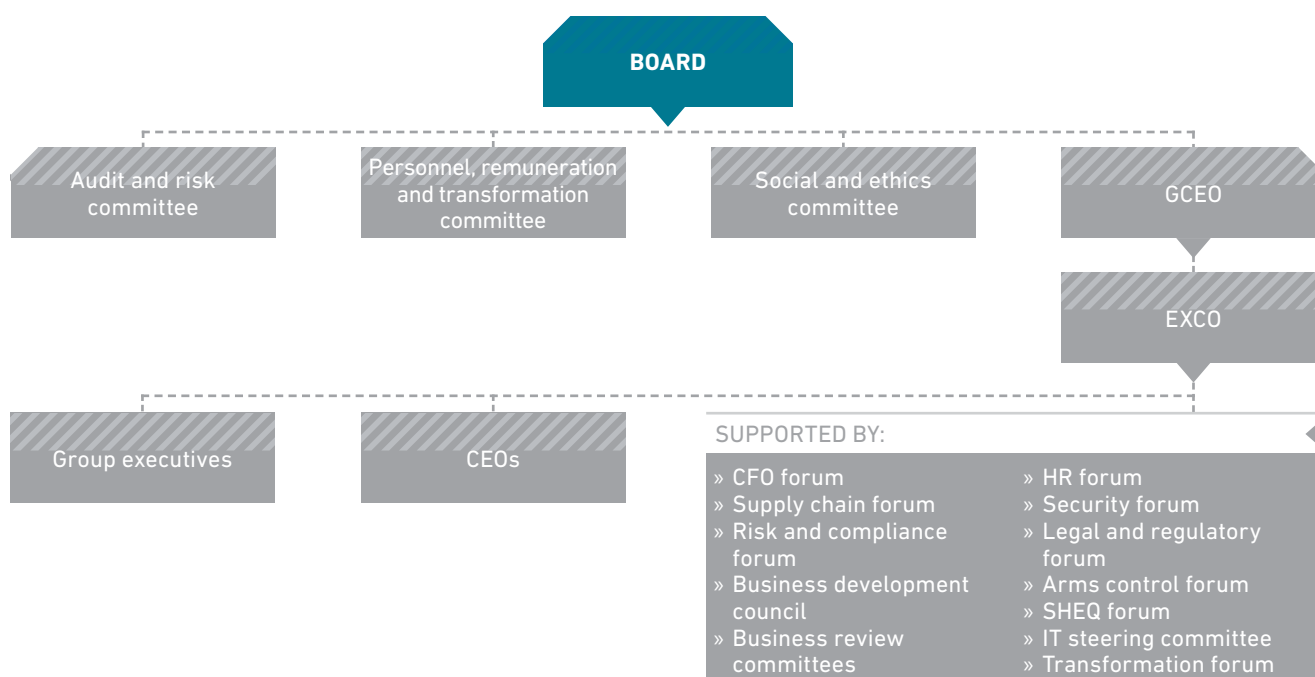 BOARD
Audit and risk
committee
Personnel, remuneration
and transformation
committee
Social and ethics
committee
GCEO
EXCO
Group executives
CEOs
SUPPORTED BY:
» CFO forum
» Supply chain forum
» Risk and compliance
forum
» Business development
council
» Business review
committees
» HR forum
» Security forum
» Legal and regulatory
forum
» Arms control forum
» SHEQ forum
» IT steering committee
» Transformation forum